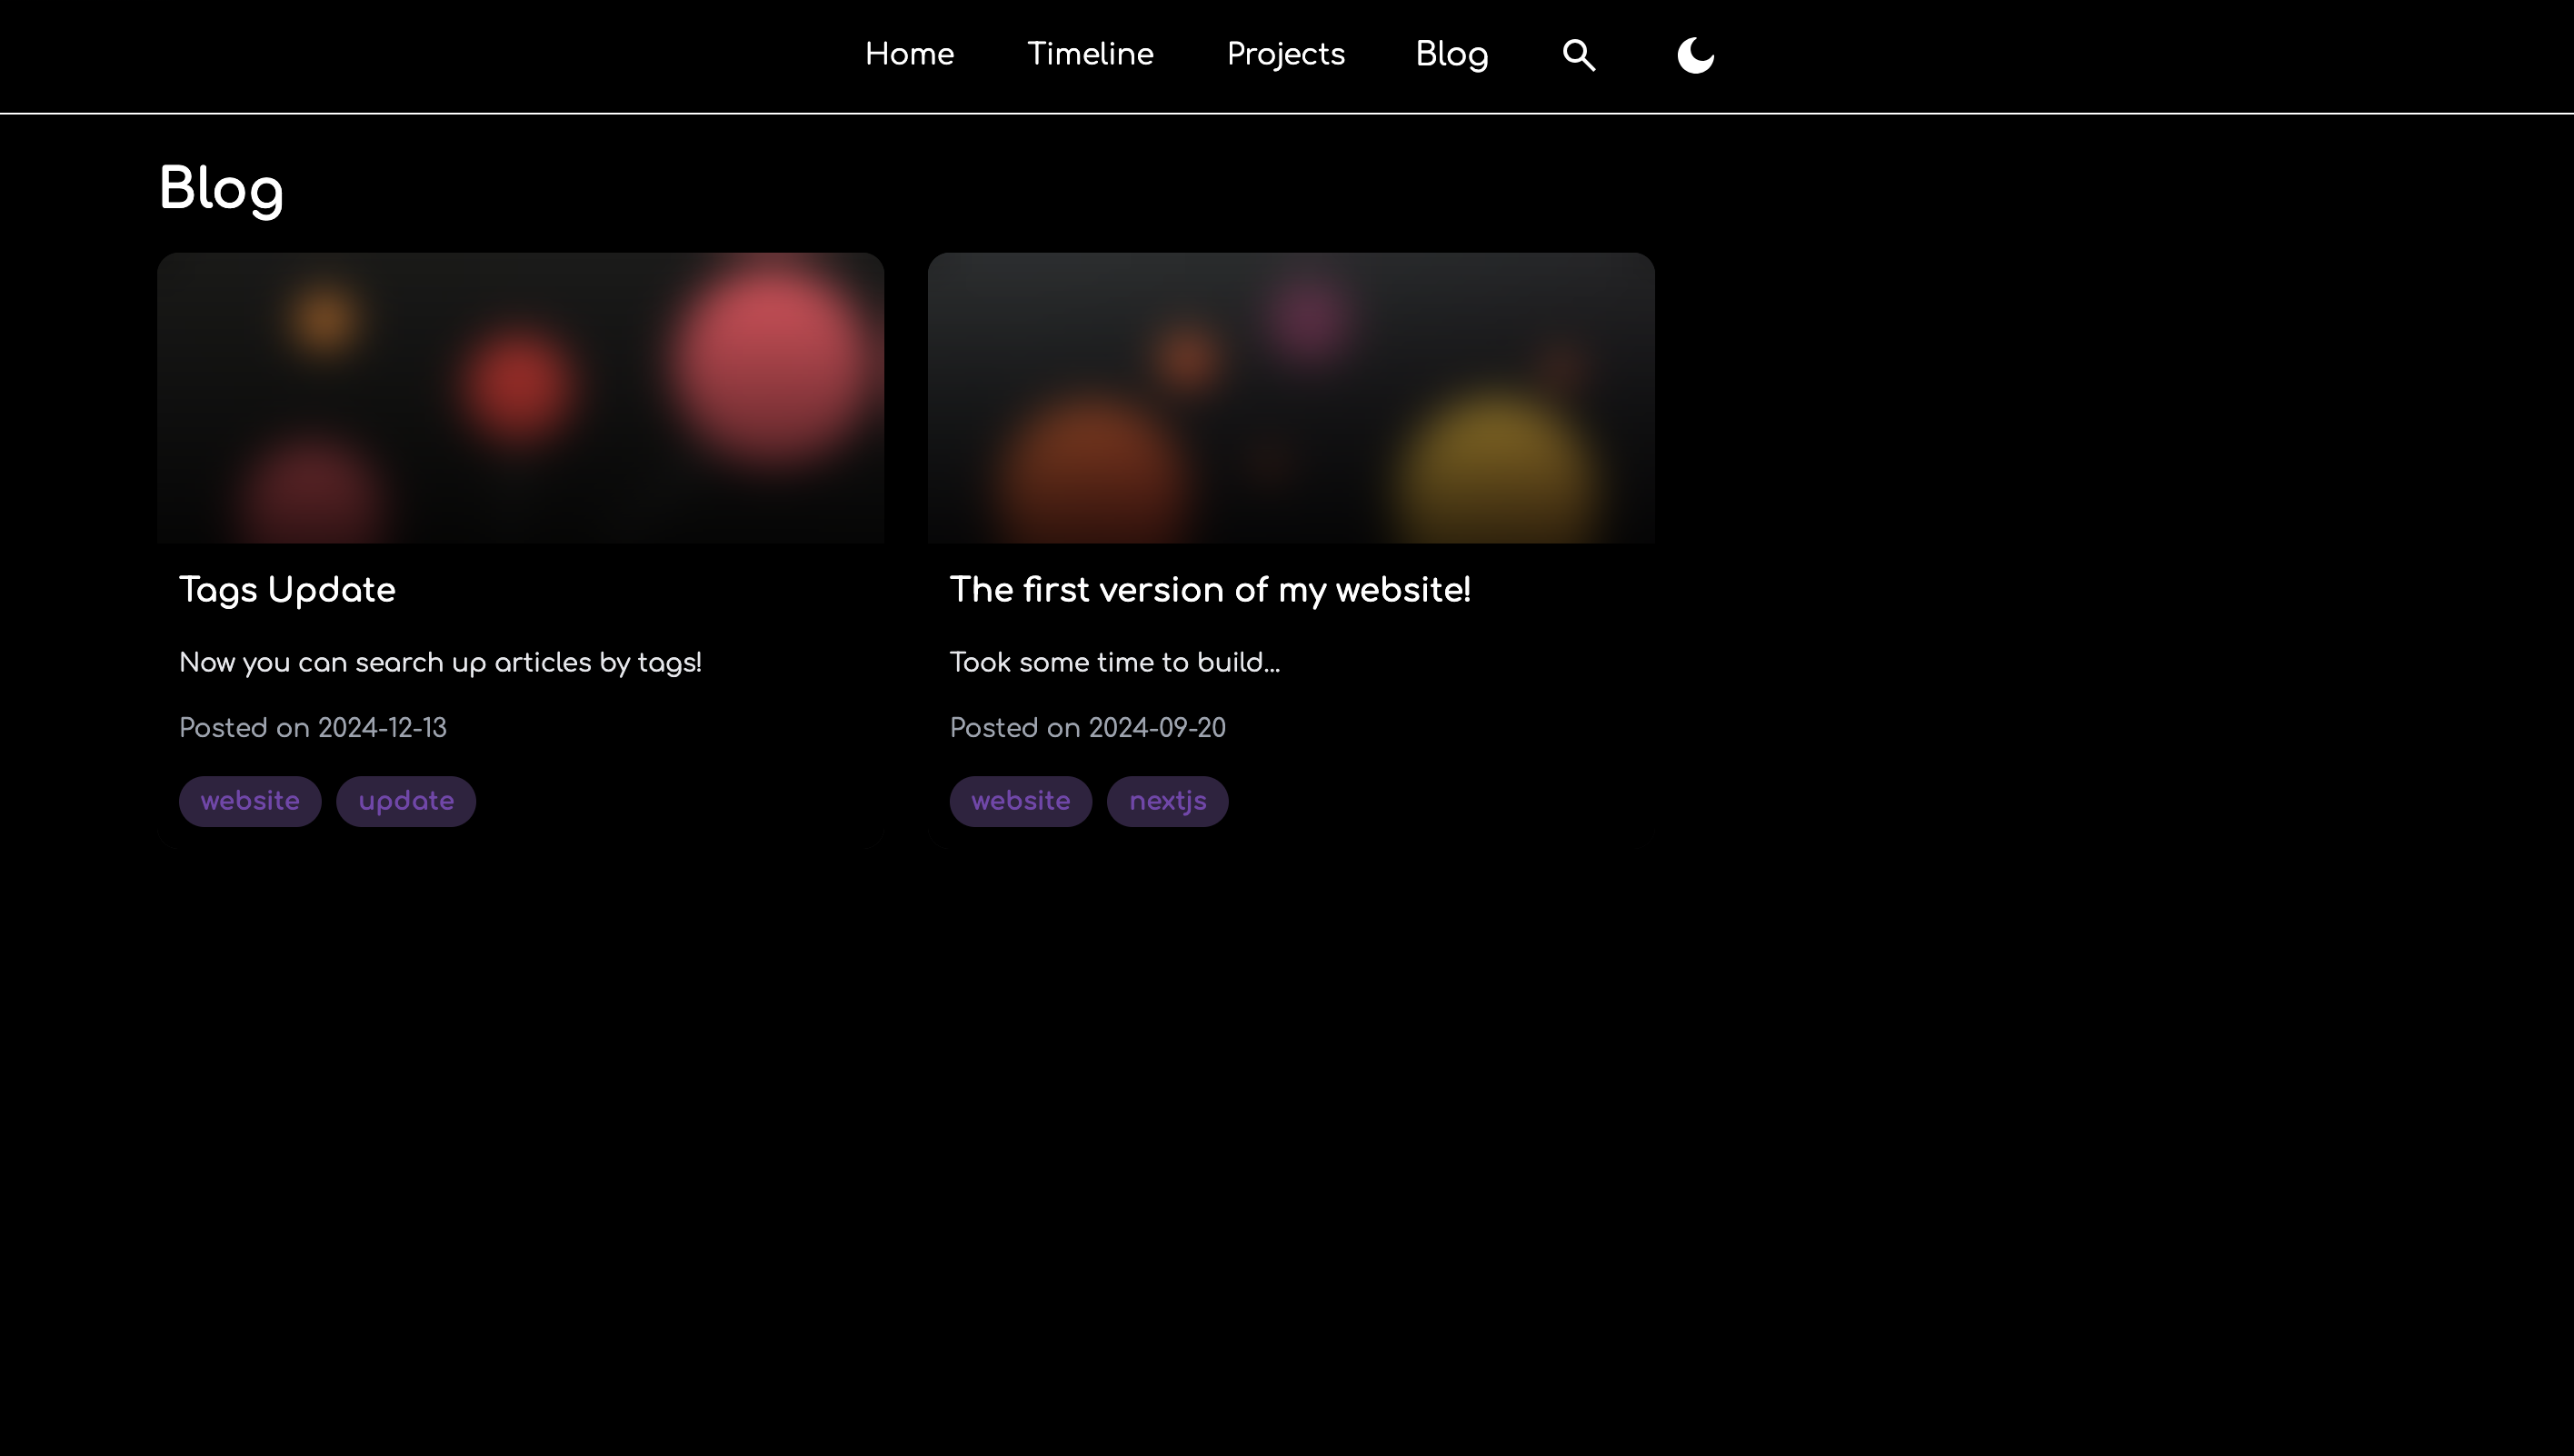 Home Timeline Projects Blog
Blog
Tags Update
Now you can search up articles by tags!
Posted on 2024-12-13
website update
The first version of my website!
Took some time to build...
Posted on 2024-09-20
website nextjs